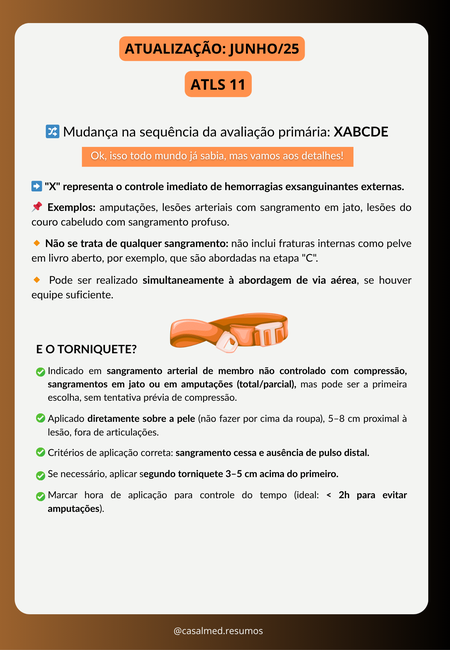 ATUALIZAÇÃO: JUNHO/25
ATLS 11
Mudança na sequência da avaliação primária: XABCDE
Ok, isso todo mundo já sabia, mas vamos aos detalhes!
"X" representa o controle imediato de hemorragias exsanguinantes externas.
Exemplos: amputações, lesões arteriais com sangramento em jato, lesões do
couro cabeludo com sangramento profuso.
Não se trata de qualquer sangramento: não inclui fraturas internas como pelve
em livro aberto, por exemplo, que são abordadas na etapa "C".
Pode ser realizado simultaneamente à abordagem de via aérea, se houver
equipe suficiente.
E O TORNIQUETE?
Indicado em sangramento arterial de membro não controlado com compressão,
sangramentos em jato ou em amputações (total/parcial), mas pode ser a primeira
escolha, sem tentativa prévia de compressão.
Aplicado diretamente sobre a pele (não fazer por cima da roupa), 5–8 cm proximal à
lesão, fora de articulações.
Critérios de aplicação correta: sangramento cessa e ausência de pulso distal.
Se necessário, aplicar segundo torniquete 3–5 cm acima do primeiro.
Marcar hora de aplicação para controle do tempo (ideal: < 2h para evitar
amputações).
@casalmed.resumos